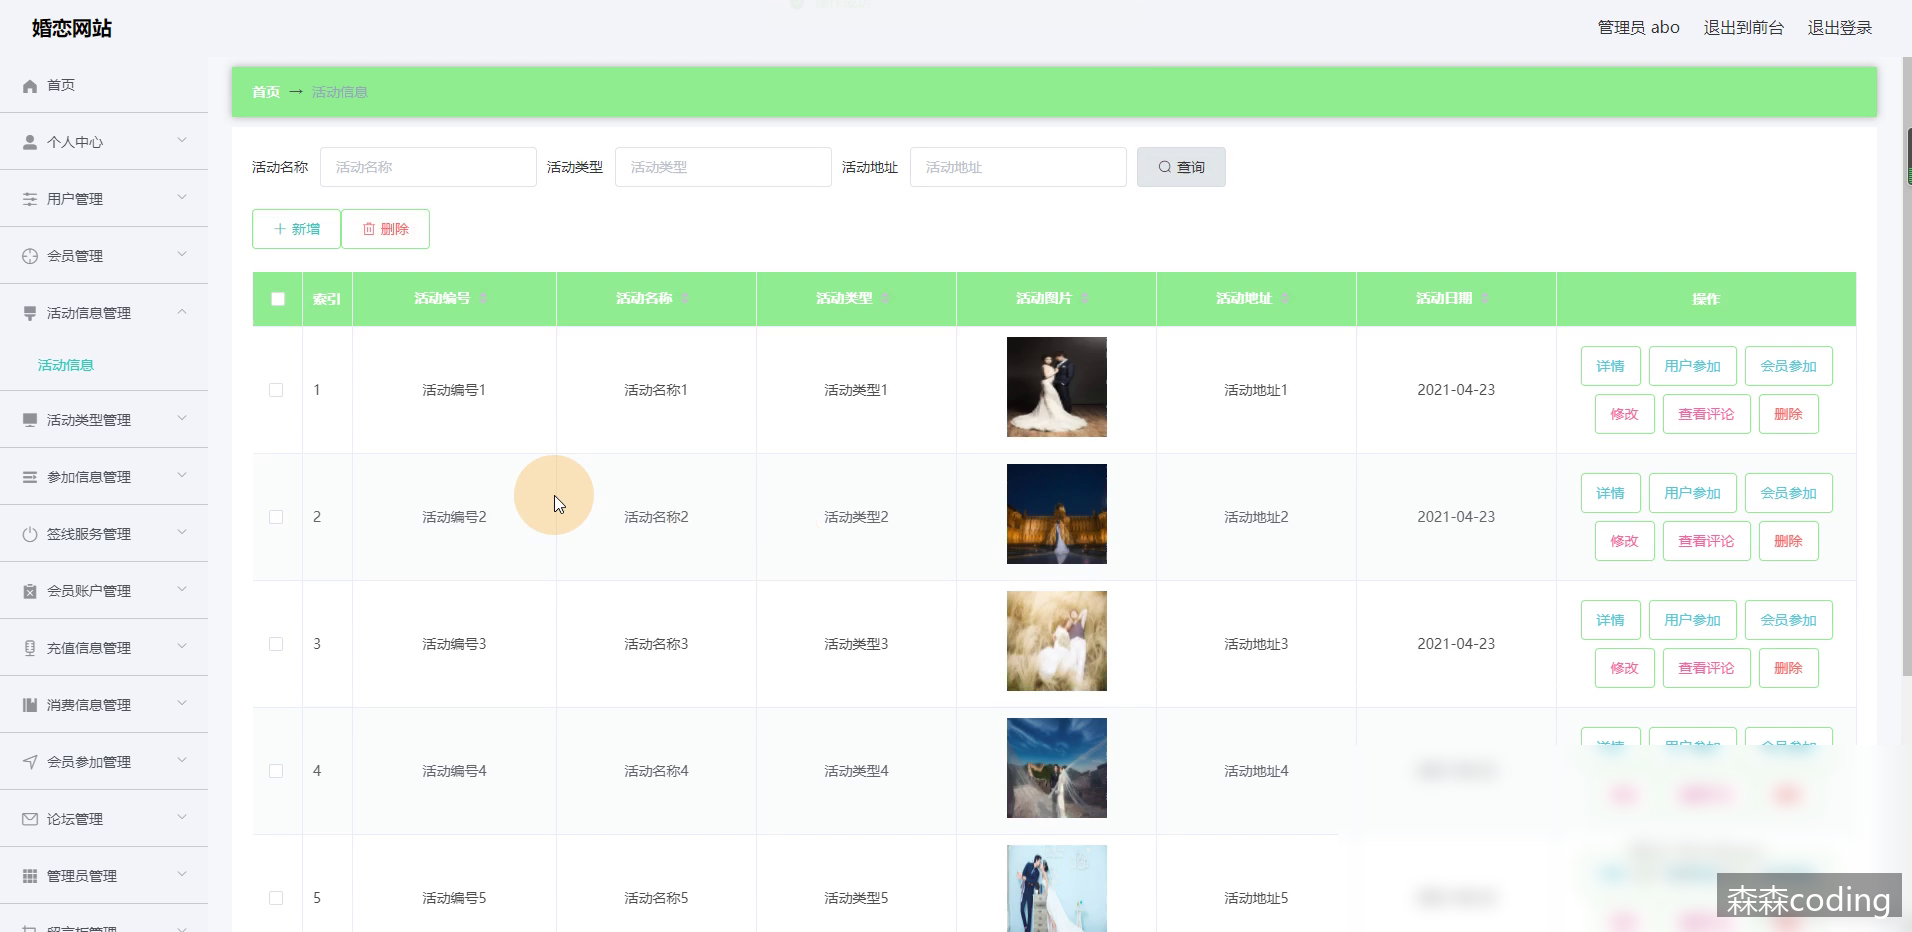 婚恋网站
管理员 abo 退出到前台 退出登录
首页
个人中心
用户管理
会员管理
活动信息管理
活动信息
活动类型管理
参加信息管理
签线服务管理
会员账户管理
充值信息管理
消费信息管理
会员参加管理
论坛管理
管理员管理
留言板管理
首页 → 活动信息
活动名称 活动名称 活动类型 活动类型 活动地址 活动地址 查询
新增 删除
索引 活动编号 活动名称 活动类型 活动图片 活动地址 活动日期 操作
1 活动编号1 活动名称1 活动类型1 活动地址1 2021-04-23
详情 用户参加 会员参加
修改 查看评论 删除
2 活动编号2 活动名称2 活动类型2 活动地址2 2021-04-23
详情 用户参加 会员参加
修改 查看评论 删除
3 活动编号3 活动名称3 活动类型3 活动地址3 2021-04-23
详情 用户参加 会员参加
修改 查看评论 删除
4 活动编号4 活动名称4 活动类型4 活动地址4
详情 用户参加 会员参加
5 活动编号5 活动名称5 活动类型5 活动地址5
森森coding